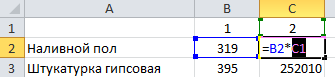 A B C
1 1 2
2 Наливной пол 319 =B2*C1
3 Штукатурка гипсовая 395 252010